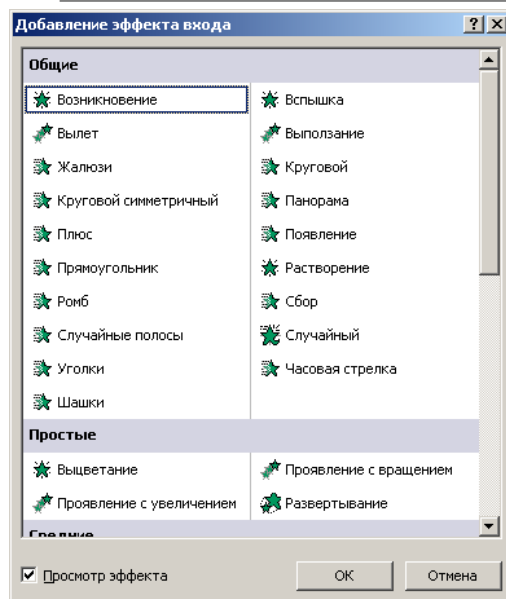 Добавление эффекта входа
Общие
Возникновение Вспышка
Вылет Выползание
Жалюзи Круговой
Круговой симметричный Панорама
Плюс Появление
Прямоугольник Растворение
Ромб Сбор
Случайные полосы Случайный
Уголки Часовая стрелка
Шашки
Простые
Выцветание Проявление с вращением
Проявление с увеличением Развертывание
Средние
Просмотр эффекта ОК Отмена